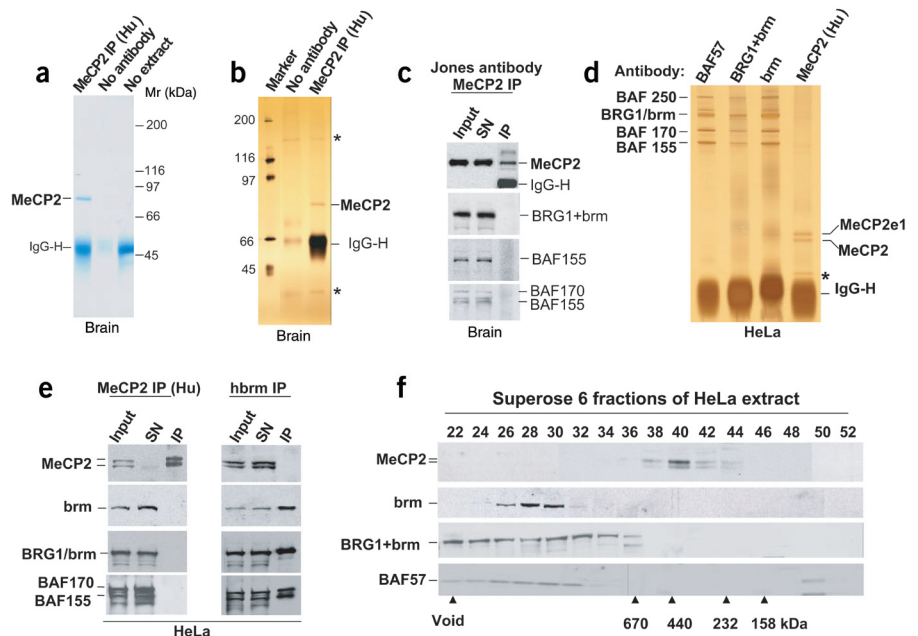 a
MeCP2 IP (Hu)
No antibody
No extract
Mr (kDa)
200
116
97
66
45
MeCP2
IgG-H
Brain
b
Marker
No antibody
MeCP2 IP (Hu)
200
116
97
66
45
*
MeCP2
IgG-H
*
Brain
c
Jones antibody
MeCP2 IP
Input
SN
IP
MeCP2
IgG-H
BRG1+brm
BAF155
BAF170
BAF155
Brain
d
Antibody:
BAF57
BRG1+brm
brm
MeCP2 (Hu)
BAF 250
BRG1/brm
BAF 170
BAF 155
MeCP2e1
MeCP2
*
IgG-H
HeLa
e
MeCP2 IP (Hu)
hbrm IP
Input
SN
IP
Input
SN
IP
MeCP2
brm
BRG1/brm
BAF170
BAF155
HeLa
f
Superose 6 fractions of HeLa extract
22 24 26 28 30 32 34 36 38 40 42 44 46 48 50 52
MeCP2
brm
BRG1+brm
BAF57
Void 670 440 232 158 kDa